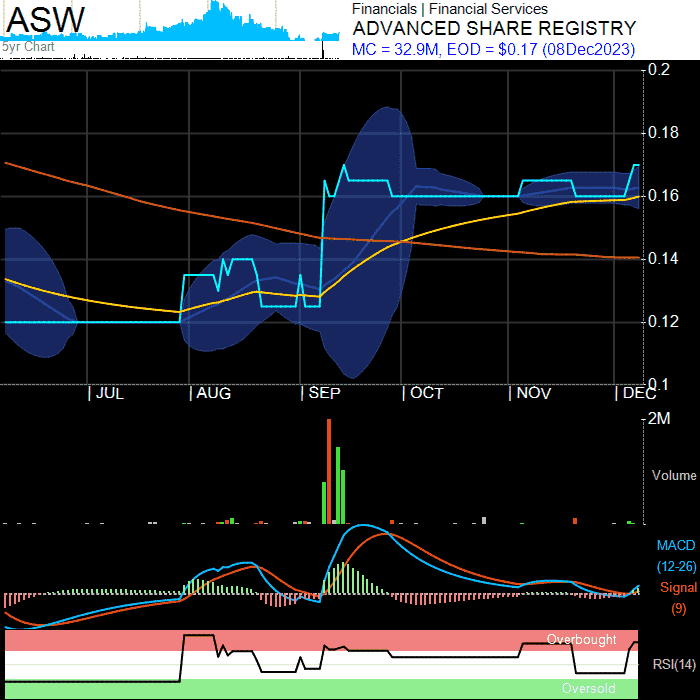 ASW
5yr Chart
Financials | Financial Services
ADVANCED SHARE REGISTRY
MC = 32.9M, EOD = $0.17 (08Dec2023)
0.2
0.18
0.16
0.14
0.12
0.1
| JUL | AUG | SEP | OCT | NOV | DEC
2M
Volume
MACD
(12-26)
Signal
(9)
Overbought
RSI(14)
Oversold